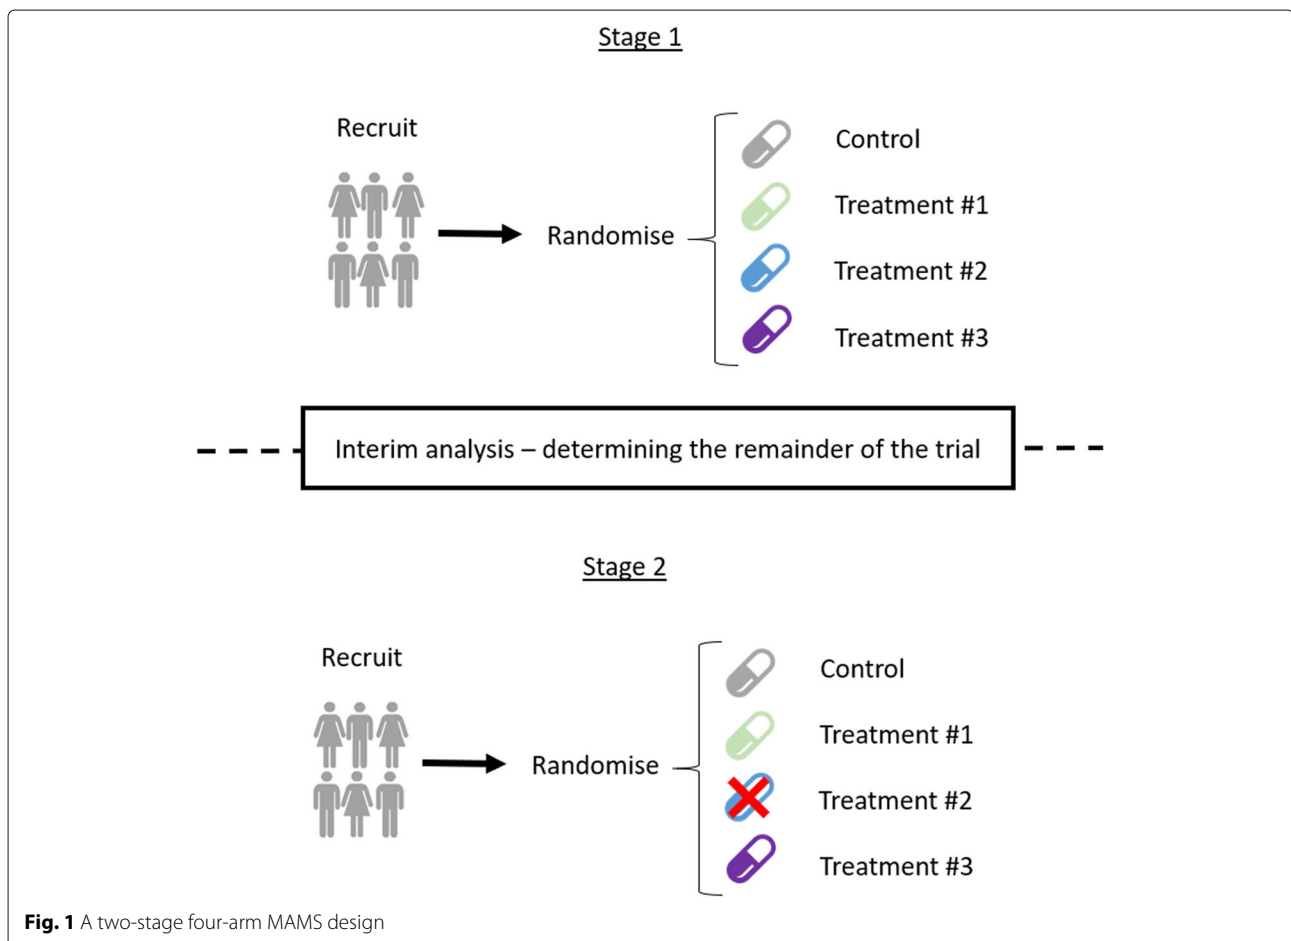 Stage 1
Recruit
Randomise
Control
Treatment #1
Treatment #2
Treatment #3
Interim analysis – determining the remainder of the trial
Stage 2
Recruit
Randomise
Control
Treatment #1
Treatment #2
Treatment #3
Fig. 1 A two-stage four-arm MAMS design